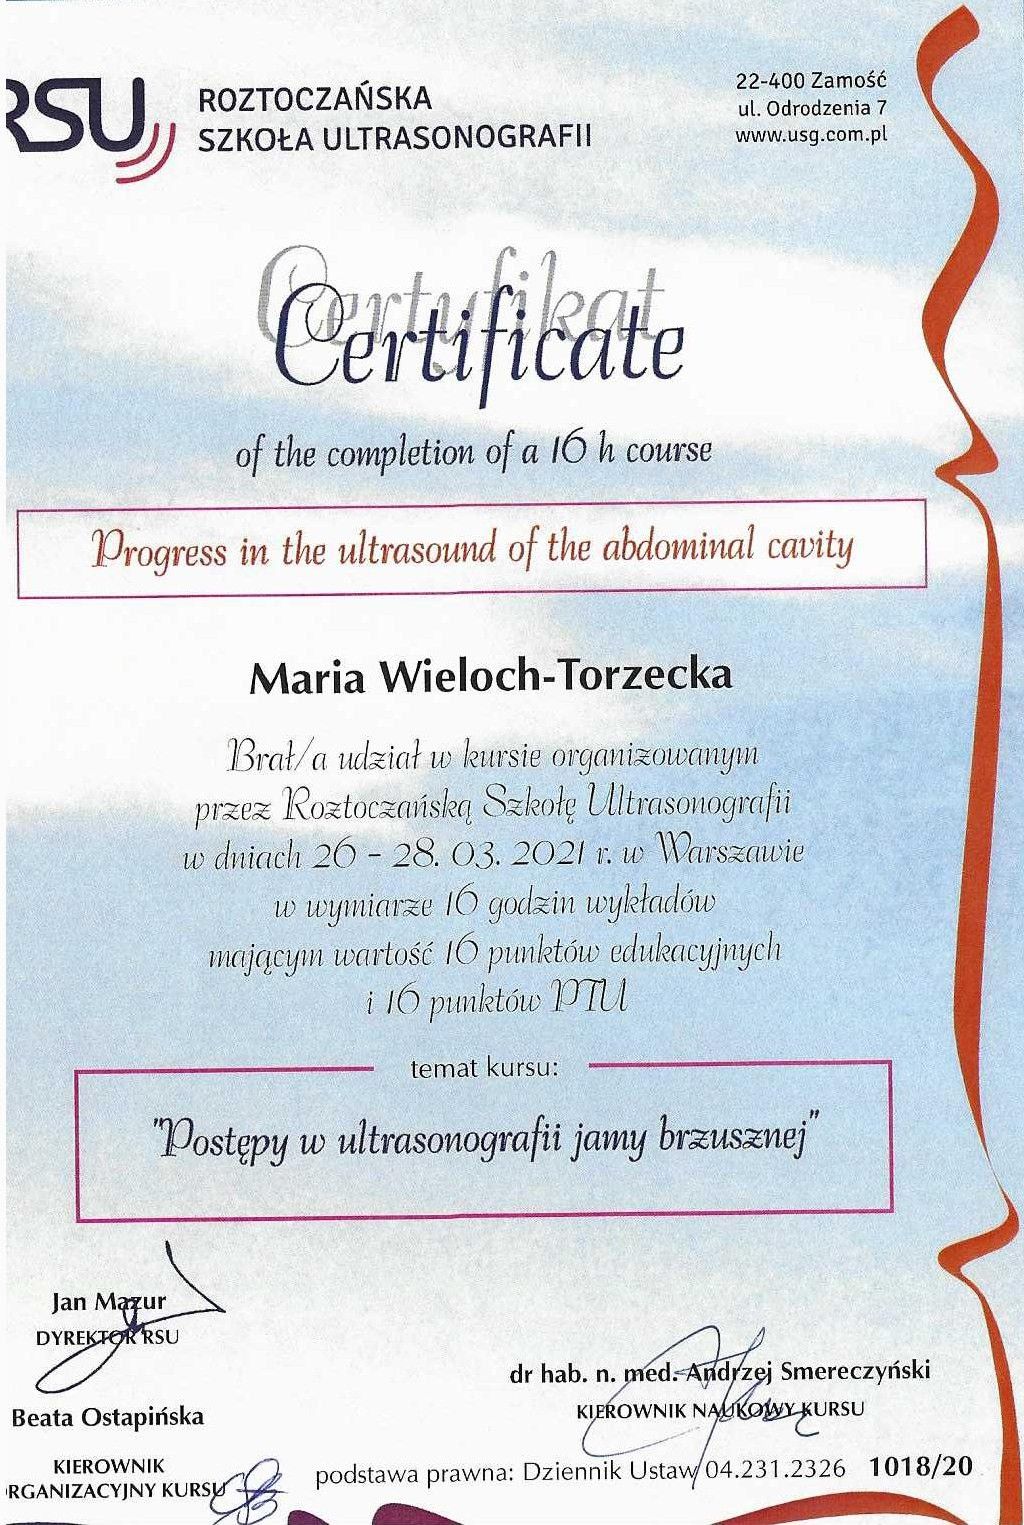 RSU
ROZTOCZAŃSKA
SZKOŁA ULTRASONOGRAFII
22-400 Zamość
ul. Odrodzenia 7
www.usg.com.pl
Certyfikat
Certificate
of the completion of a 16 h course
Progress in the ultrasound of the abdominal cavity
Maria Wieloch-Torzecka
Brał/a udział w kursie organizowanym
przez Roztoczańską Szkołę Ultrasonografii
w dniach 26 - 28. 03. 2021 r. w Warszawie
w wymiarze 16 godzin wykładów
mającym wartość 16 punktów edukacyjnych
i 16 punktów PTU
temat kursu:
"Postępy w ultrasonografii jamy brzusznej"
Jan Mazur
DYREKTOR RSU
dr hab. n. med. Andrzej Smereczyński
KIEROWNIK NAUKOWY KURSU
Beata Ostapińska
KIEROWNIK
RGANIZACYJNY KURSU
podstawa prawna: Dziennik Ustaw 04.231.2326 1018/20